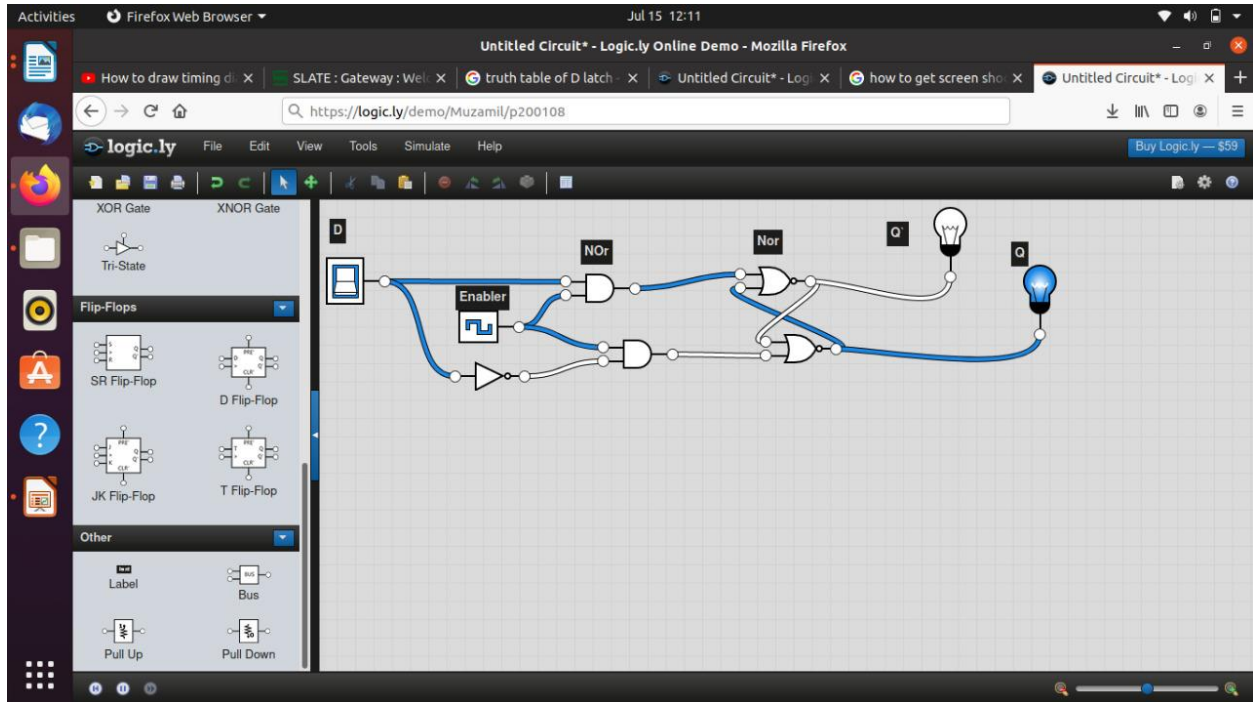 Activities Firefox Web Browser Jul 15 12:11
Untitled Circuit* - Logic.ly Online Demo - Mozilla Firefox
How to draw timing di SLATE : Gateway : Welc truth table of D latch - Untitled Circuit* - Logi how to get screen sho Untitled Circuit* - Logi
https://logic.ly/demo/Muzamil/p200108
logic.ly File Edit View Tools Simulate Help Buy Logic.ly — $59
XOR Gate XNOR Gate
Tri-State
Flip-Flops
SR Flip-Flop
D Flip-Flop
JK Flip-Flop
T Flip-Flop
Other
Label
Bus
Pull Up Pull Down
D
NOr
Nor
Q`
Q
Enabler